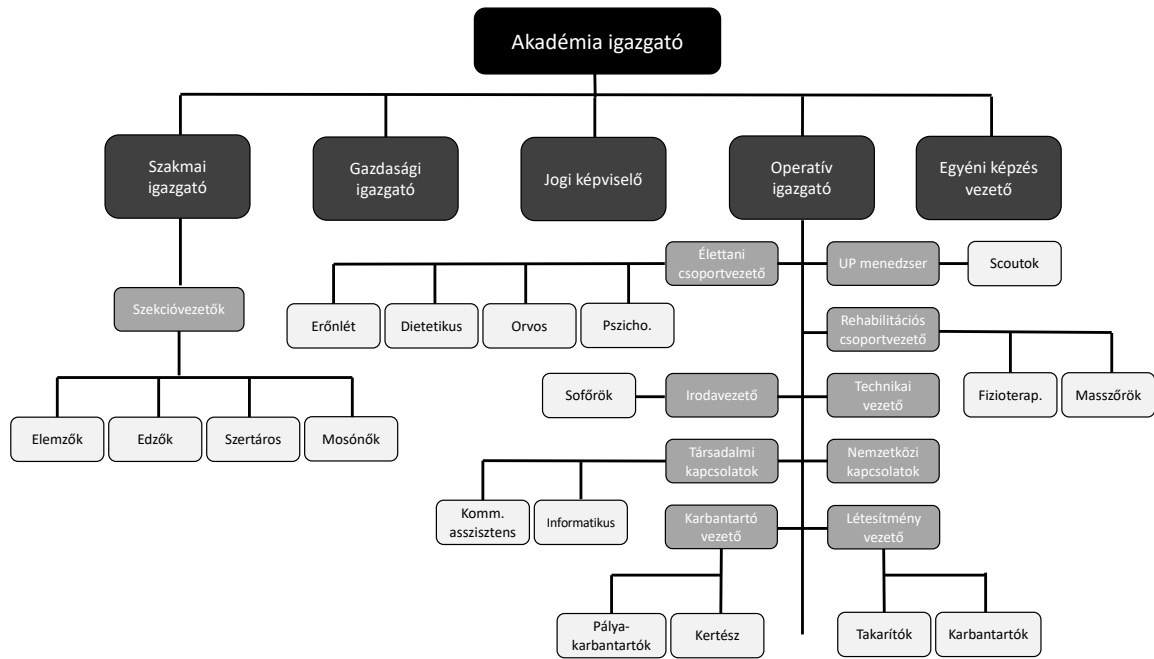 Akadémia igazgató
Szakmai
igazgató
Gazdasági
igazgató
Jogi képviselő
Operatív
igazgató
Egyéni képzés
vezető
Élettani
csoportvezető
UP menedzser
Scoutok
Szekcióvezetők
Erőnlét
Dietetikus
Orvos
Pszicho.
Rehabilitációs
csoportvezető
Sofőrök
Irodavezető
Technikai
vezető
Fizioterap.
Masszőrök
Elemzők
Edzők
Szertáros
Mosónők
Társadalmi
kapcsolatok
Nemzetközi
kapcsolatok
Komm.
asszisztens
Informatikus
Karbantartó
vezető
Létesítmény
vezető
Pálya-
karbantartók
Kertész
Takarítók
Karbantartók